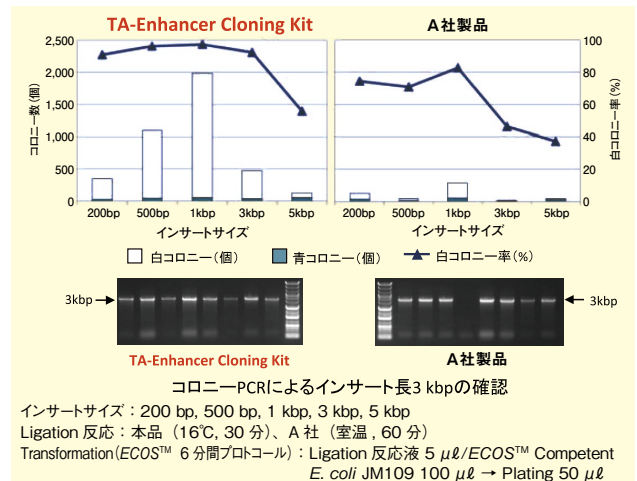 TA-Enhancer Cloning Kit
A社製品
2,500
2,000
1,500
1,000
500
0
コロニー数(個)
100
80
60
40
20
0
白コロニー率(%)
200bp 500bp 1kbp 3kbp 5kbp
200bp 500bp 1kbp 3kbp 5kbp
インサートサイズ
インサートサイズ
白コロニー(個) 青コロニー(個) 白コロニー率(%)
3kbp
3kbp
TA-Enhancer Cloning Kit
A社製品
コロニーPCRによるインサート長3 kbpの確認
インサートサイズ：200 bp, 500 bp, 1 kbp, 3 kbp, 5 kbp
Ligation 反応：本品（16℃, 30 分）、A 社（室温 , 60 分）
Transformation(ECOS™ 6 分間プロトコール)：Ligation 反応液 5 μℓ/ECOS™ Competent
E. coli JM109 100 μℓ → Plating 50 μℓ